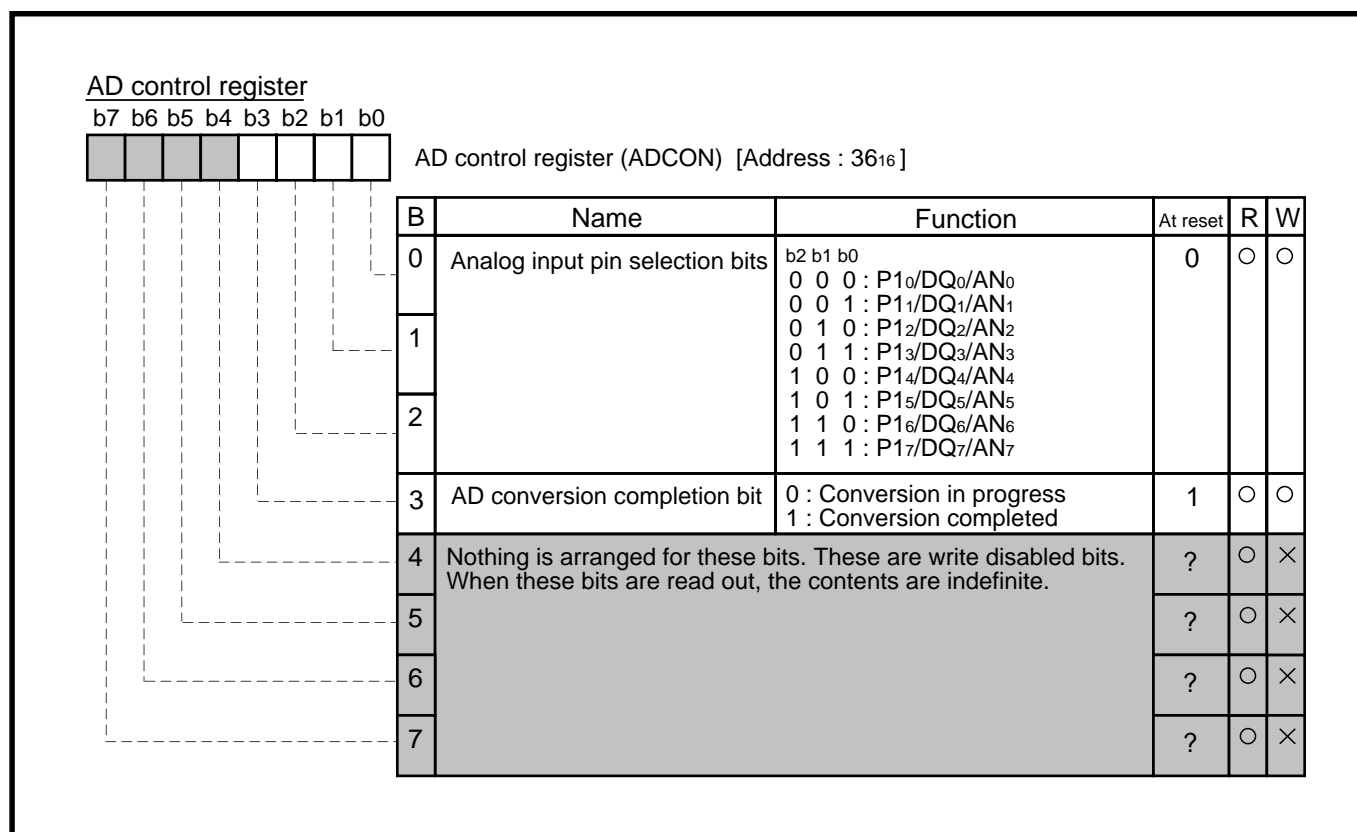 AD control register
b7 b6 b5 b4 b3 b2 b1 b0
AD control register (ADCON) [Address : 36₁₆]
B Name Function At reset R W
0 Analog input pin selection bits b2 b1 b0 0 ○ ○
0 0 0 : P1₀/DQ₀/AN₀
0 0 1 : P1₁/DQ₁/AN₁
1 0 1 0 : P1₂/DQ₂/AN₂
0 1 1 : P1₃/DQ₃/AN₃
1 0 0 : P1₄/DQ₄/AN₄
2 1 0 1 : P1₅/DQ₅/AN₅
1 1 0 : P1₆/DQ₆/AN₆
1 1 1 : P1₇/DQ₇/AN₇
3 AD conversion completion bit 0 : Conversion in progress 1 ○ ○
1 : Conversion completed
4 Nothing is arranged for these bits. These are write disabled bits. ? ○ ×
When these bits are read out, the contents are indefinite.
5 ? ○ ×
6 ? ○ ×
7 ? ○ ×